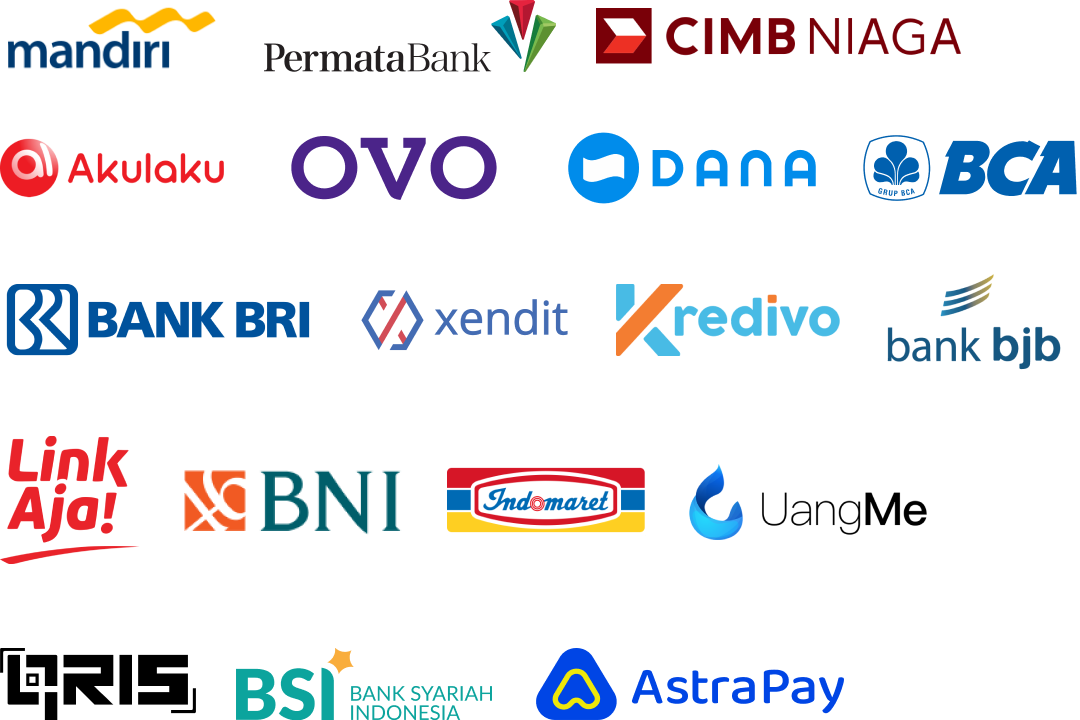 mandiri
PermataBank
CIMB NIAGA
Akulaku
OVO
DANA
GRUP BCA
BCA
BANK BRI
xendit
Kredivo
bank bjb
Link
Aja!
BNI
Indomaret
UangMe
QRIS
BSI
BANK SYARIAH
INDONESIA
AstraPay